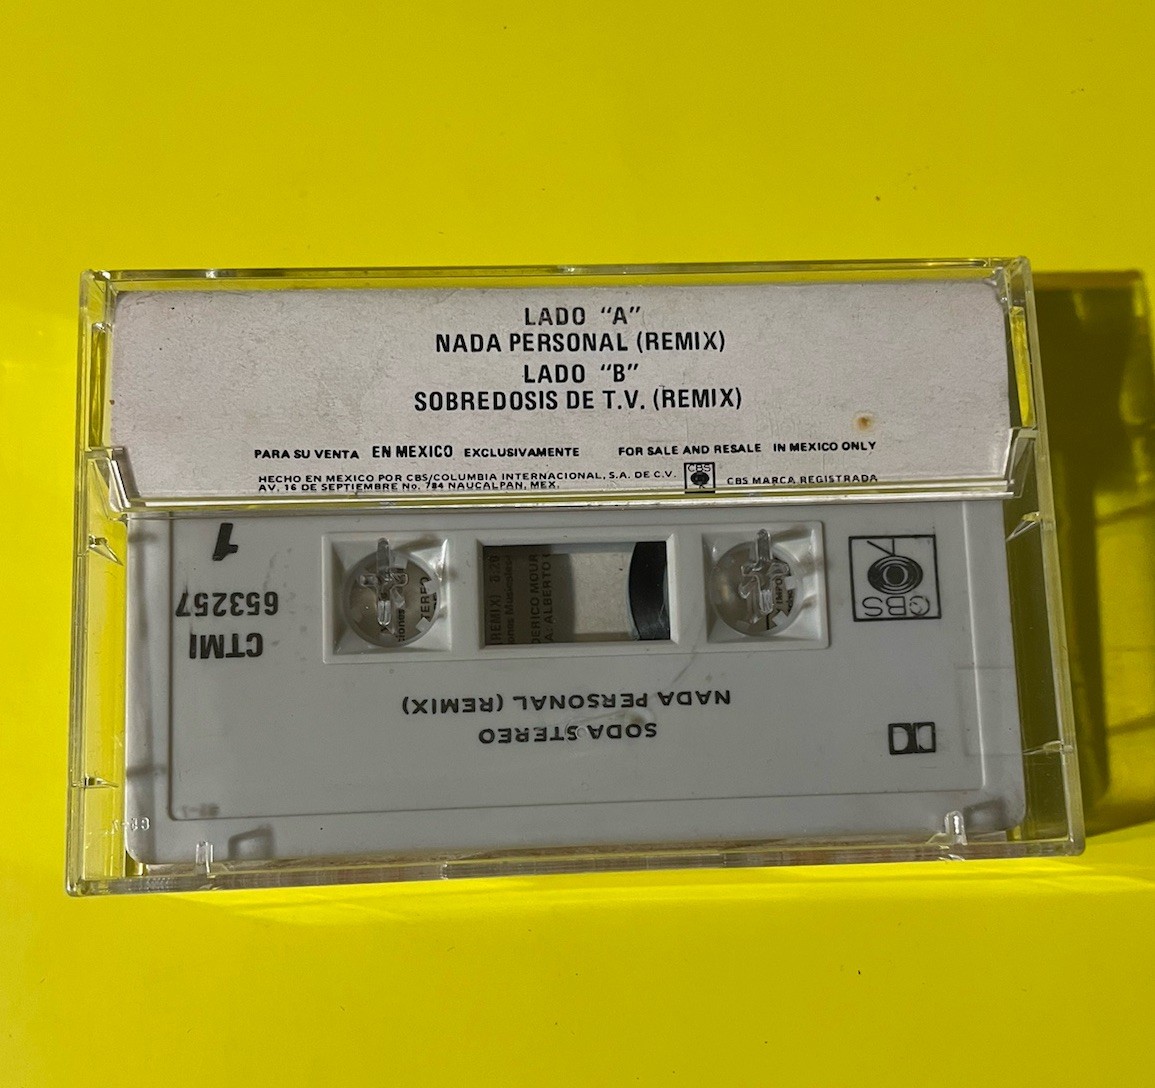 LADO "A"
NADA PERSONAL (REMIX)
LADO "B"
SOBREDOSIS DE T.V. (REMIX)
PARA SU VENTA EN MEXICO EXCLUSIVAMENTE FOR SALE AND RESALE IN MEXICO ONLY
HECHO EN MEXICO POR CBS/COLUMBIA INTERNACIONAL, S.A. DE C.V. CBS CBS MARCA REGISTRADA
AV. 16 DE SEPTIEMBRE No. 784 NAUCALPAN, MEX.
SODA STEREO
NADA PERSONAL (REMIX)
CTMI
653257
1
CBS
(REMIX)
ALBERTO